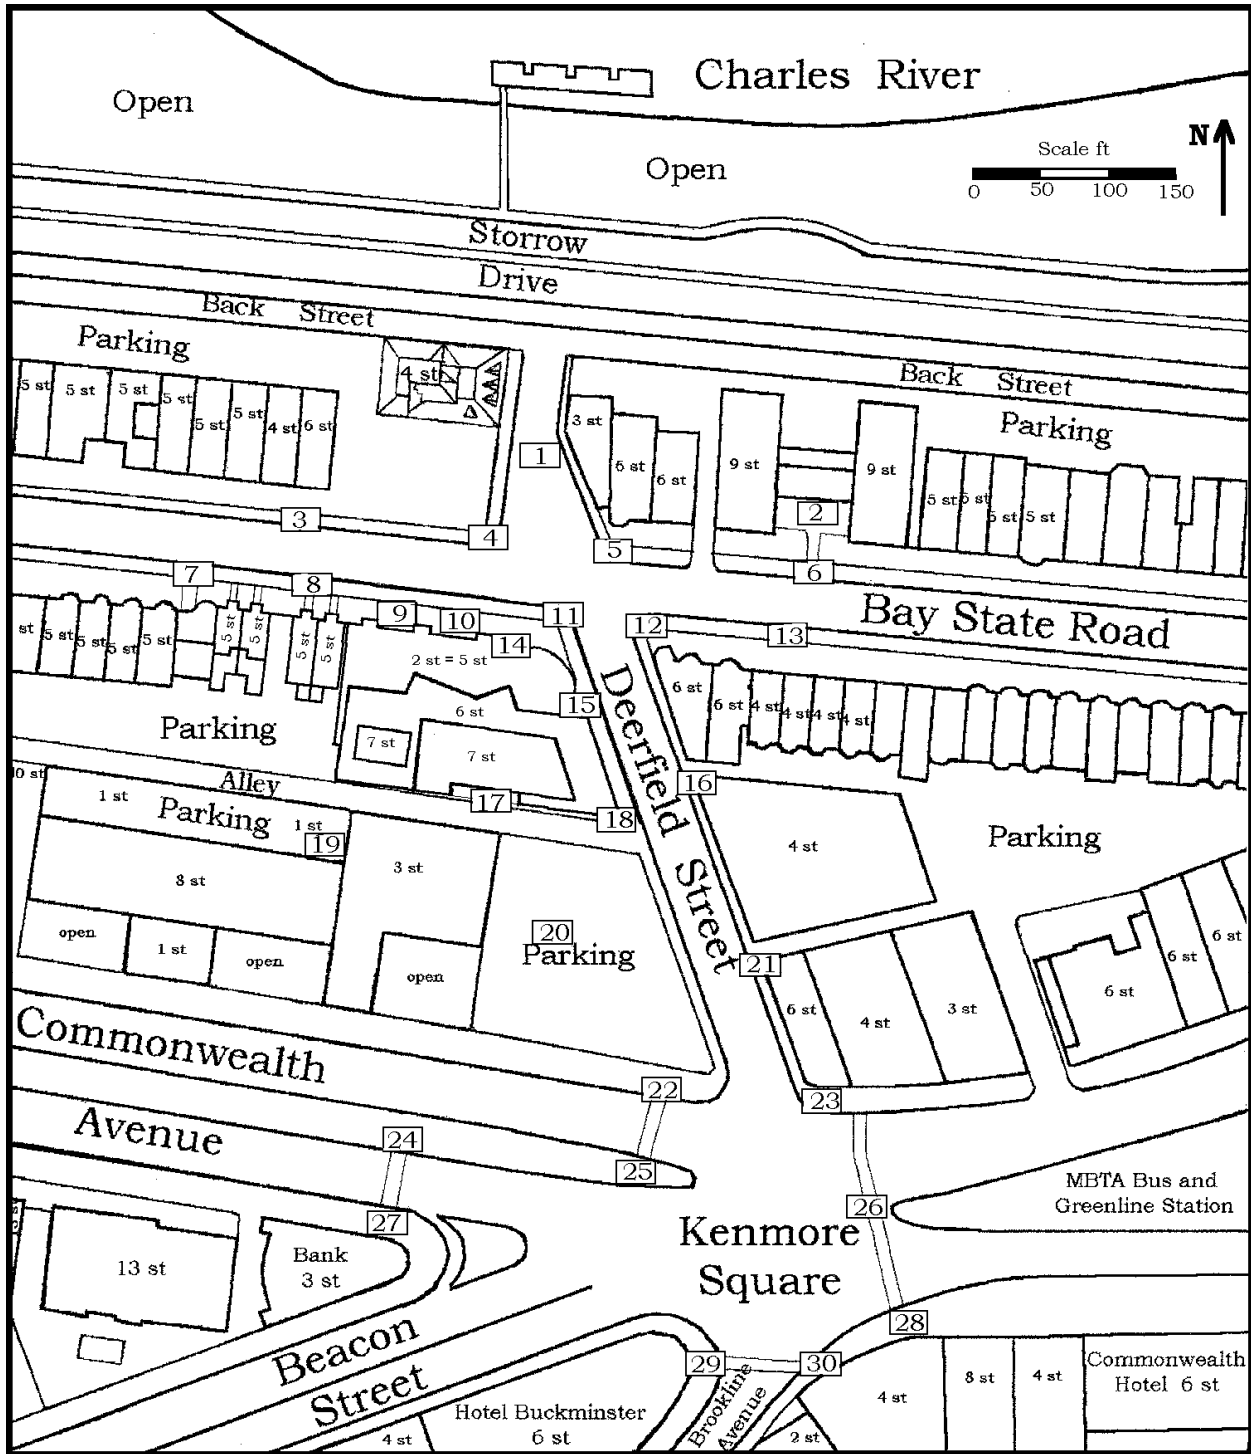 Charles River
Open
N
Scale ft
0 50 100 150
Open
Storrow
Drive
Back Street
Parking
4 st
Back Street
Parking
5 st
5 st
5 st
5 st
5 st
5 st
4 st
6 st
3 st
6 st
6 st
9 st
9 st
5 st
5 st
5 st
5 st
1
2
3
4
5
6
7
8
9
10
11
12
13
Bay State Road
st
5 st
5 st
5 st
5 st
5 st
5 st
5 st
5 st
14
2 st = 5 st
15
6 st
7 st
7 st
Deerfield Street
6 st
6 st
4 st
4 st
4 st
4 st
Parking
Alley
16
17
18
1 st
Parking
1 st
19
3 st
8 st
4 st
Parking
open
1 st
open
open
20
Parking
21
6 st
4 st
3 st
6 st
6 st
6 st
Commonwealth
Avenue
22
23
24
25
26
27
MBTA Bus and
Greenline Station
Kenmore
Square
13 st
Bank
3 st
28
29
30
Beacon
Street
Brookline
Avenue
Hotel Buckminster
6 st
4 st
2 st
4 st
8 st
4 st
Commonwealth
Hotel 6 st